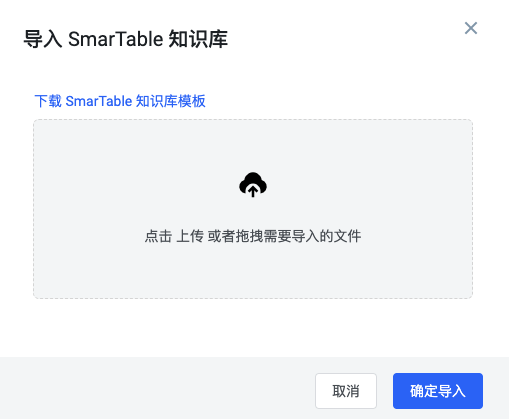 导入 SmarTable 知识库
下载 SmarTable 知识库模板
点击 上传 或者拖拽需要导入的文件
取消
确定导入